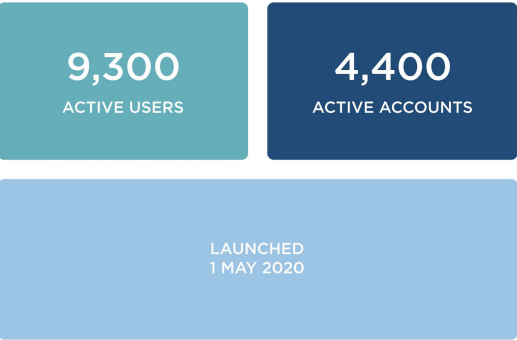 9,300
ACTIVE USERS
4,400
ACTIVE ACCOUNTS
LAUNCHED
1 MAY 2020